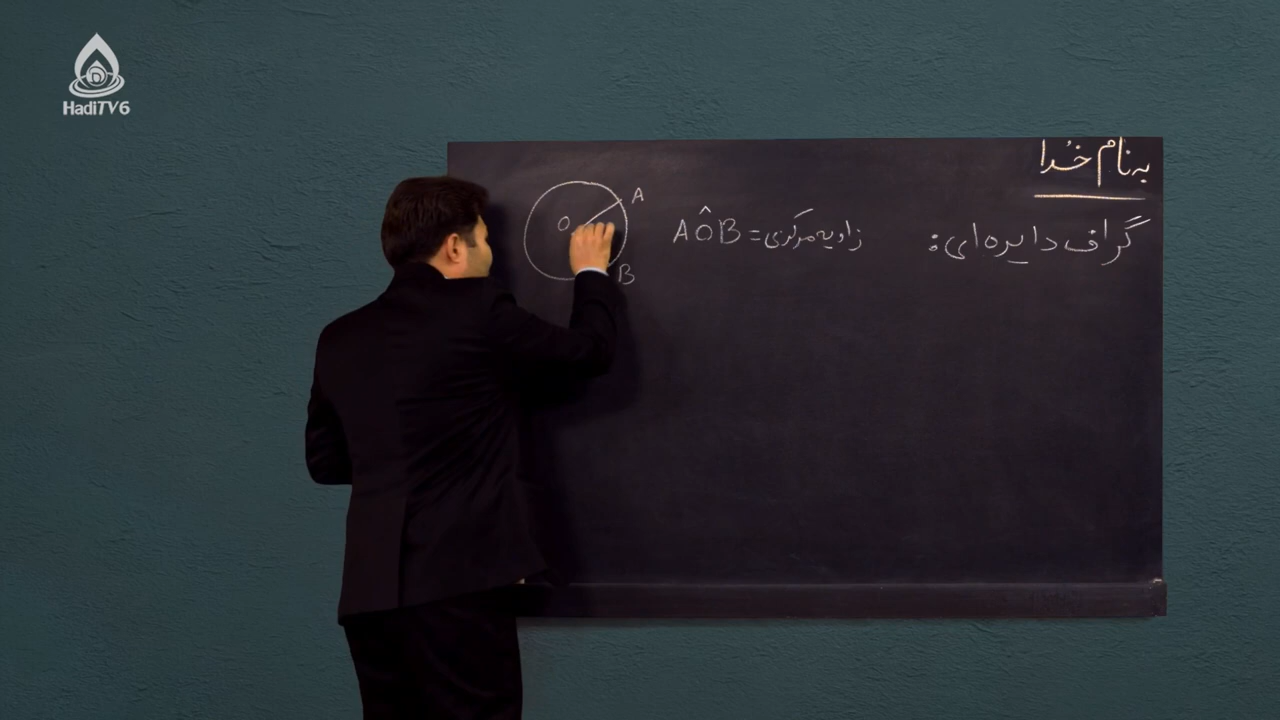 HadiTV6
به نام خدا
گراف دایره ای:
AÔB = زاویه مرکزی
A
O
B